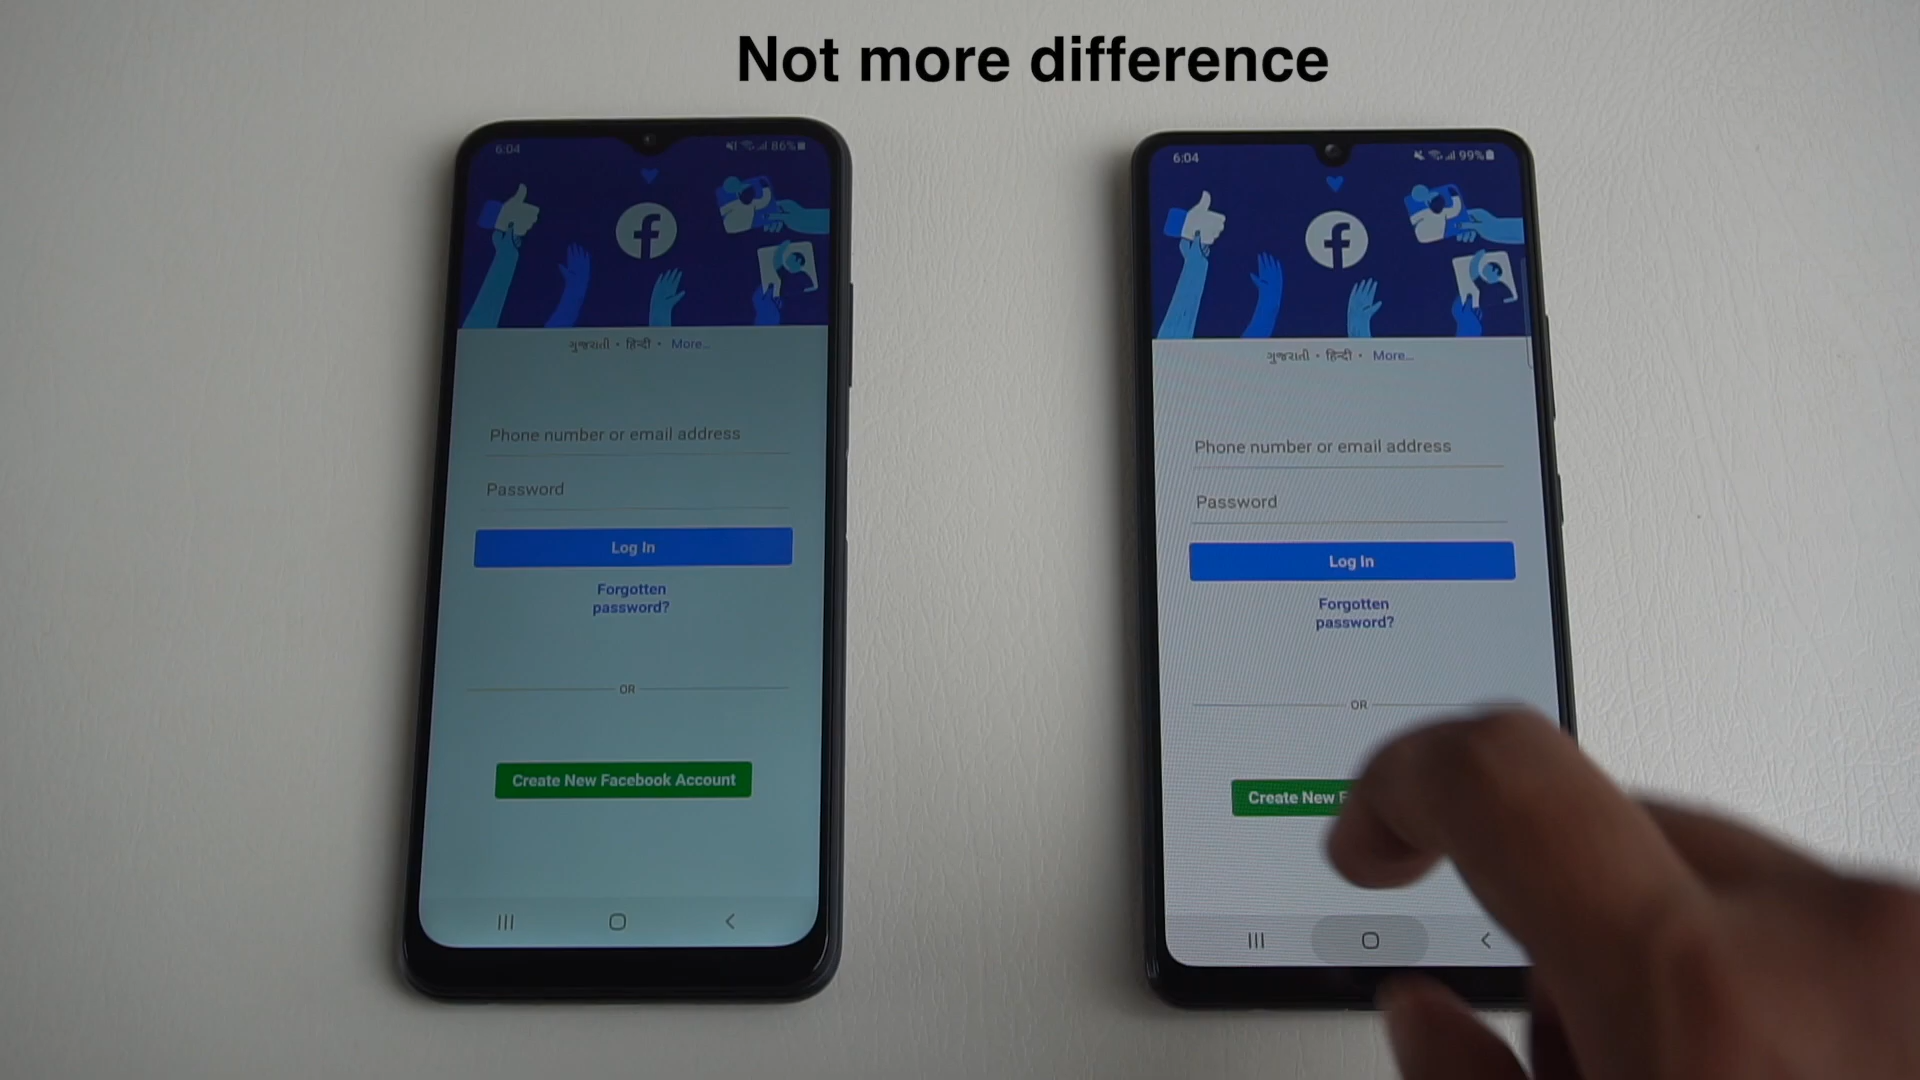 Not more difference
6:04
86%
ગુજરાતી • हिन्दी • More...
Phone number or email address
Password
Log In
Forgotten
password?
OR
Create New Facebook Account
6:04
99%
ગુજરાતી • हिन्दी • More...
Phone number or email address
Password
Log In
Forgotten
password?
OR
Create New F